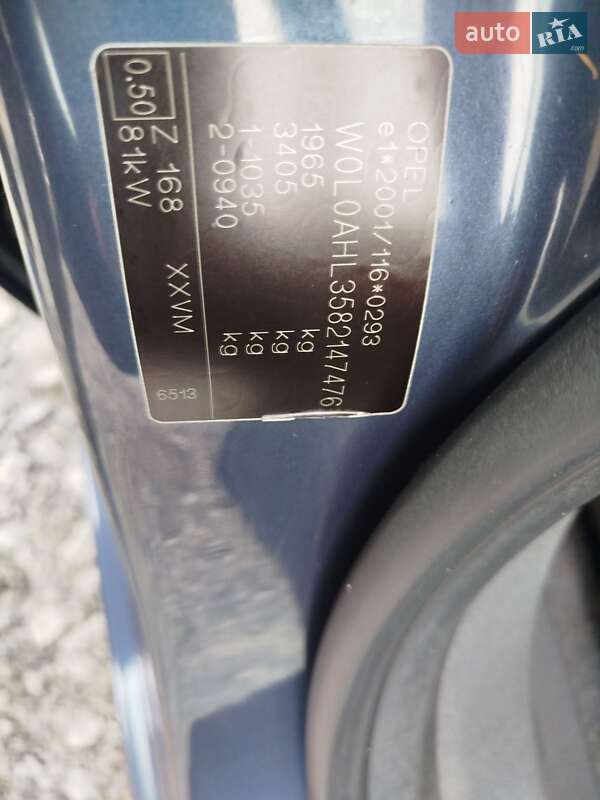 auto RIA
.com
OPEL
e1*2001/116*0293
W0L0AHL3582147476
1965 kg
3405 kg
1-1035 kg
2-0940 kg
0.50 Z 168 XXVM
81kW 6513